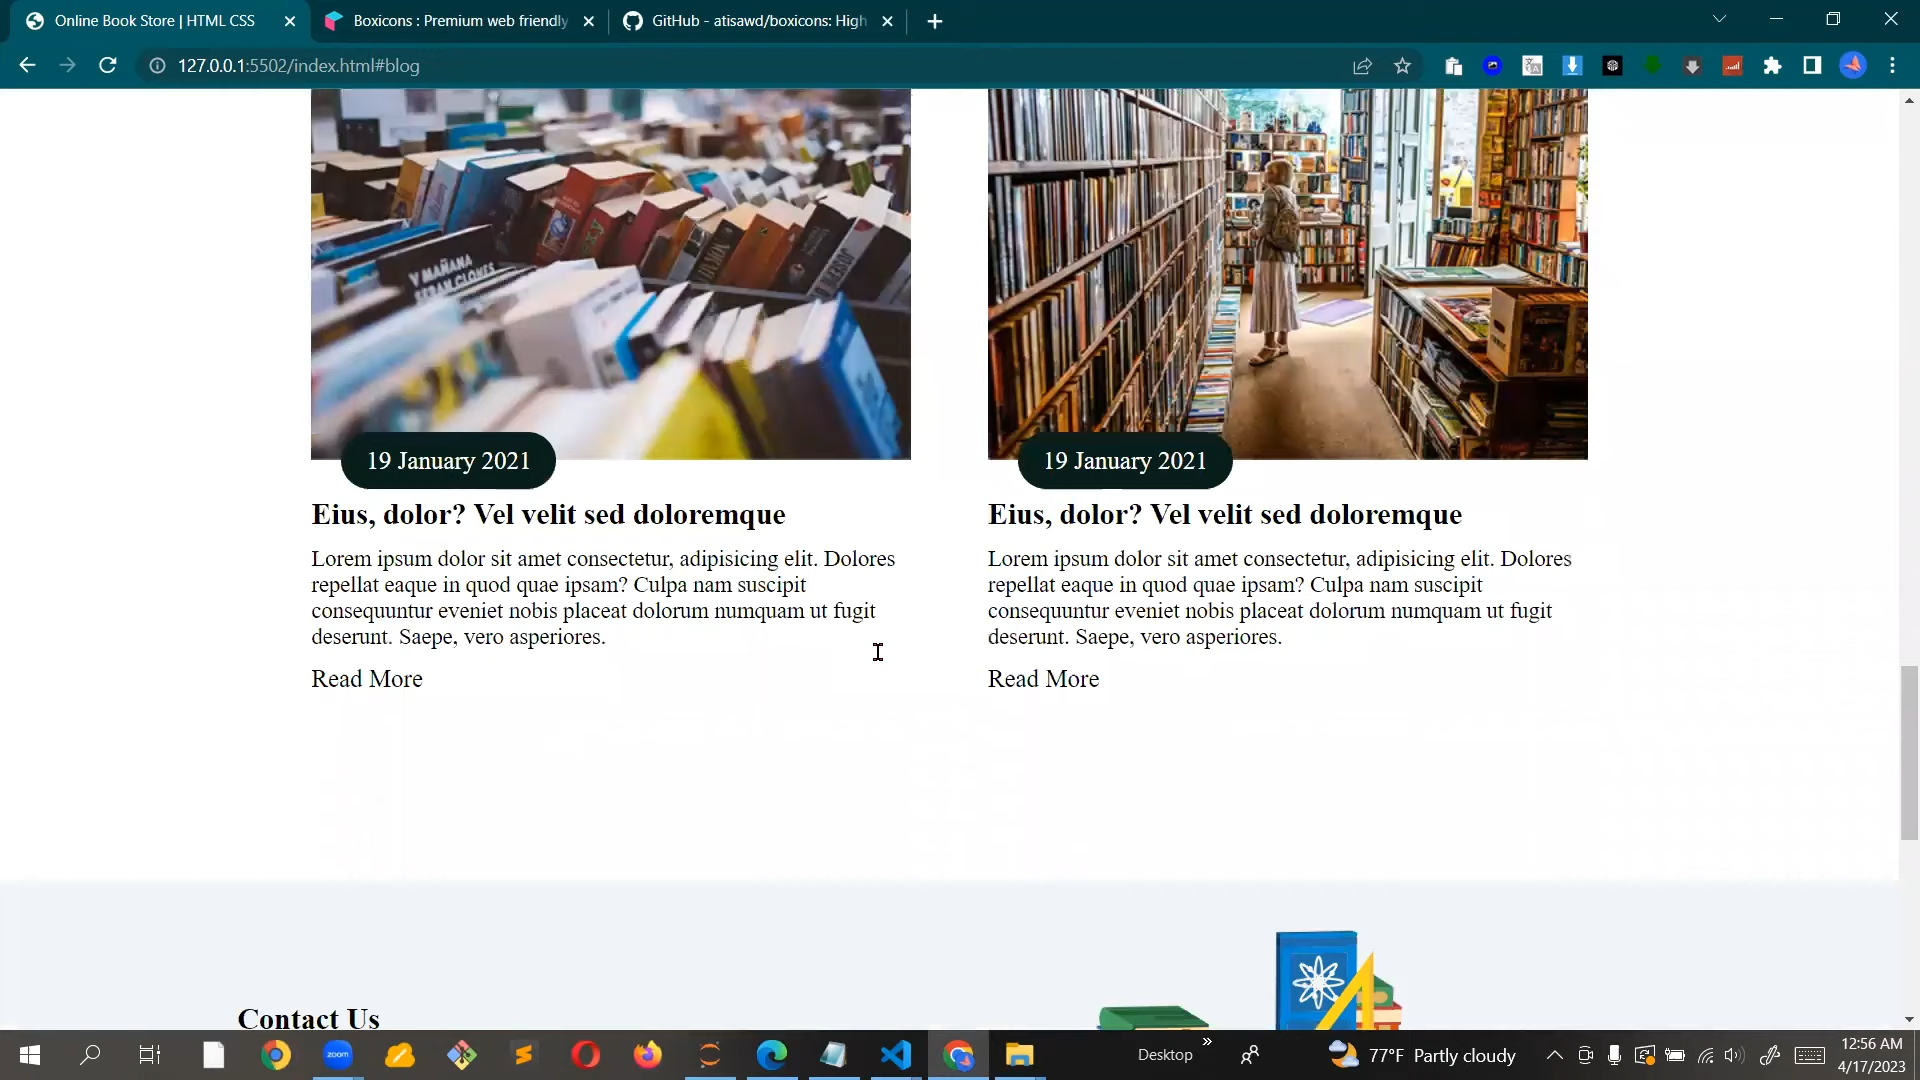 Online Book Store | HTML CSS
Boxicons : Premium web friendly
GitHub - atisawd/boxicons: High
127.0.0.1:5502/index.html#blog
Y MAÑANA
SERAN CLONES
19 January 2021
19 January 2021
Eius, dolor? Vel velit sed doloremque
Eius, dolor? Vel velit sed doloremque
Lorem ipsum dolor sit amet consectetur, adipisicing elit. Dolores
repellat eaque in quod quae ipsam? Culpa nam suscipit
consequuntur eveniet nobis placeat dolorum numquam ut fugit
deserunt. Saepe, vero asperiores.
Lorem ipsum dolor sit amet consectetur, adipisicing elit. Dolores
repellat eaque in quod quae ipsam? Culpa nam suscipit
consequuntur eveniet nobis placeat dolorum numquam ut fugit
deserunt. Saepe, vero asperiores.
Read More
Read More
Contact Us
zoom
Desktop
77°F Partly cloudy
12:56 AM
4/17/2023